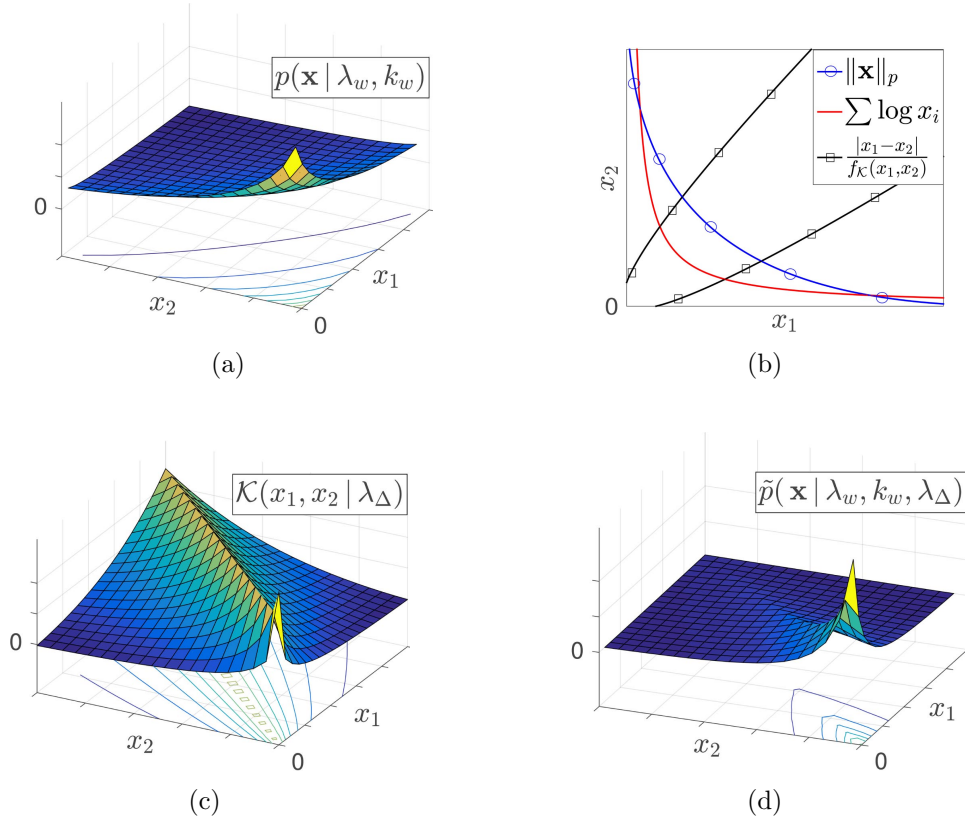 p(x | λ_w, k_w)
0
x_2
x_1
0
(a)
‖x‖_p
∑ log x_i
|x_1−x_2|
f_𝒦(x_1,x_2)
x_2
0
x_1
(b)
𝒦(x_1, x_2 | λ_Δ)
0
x_2
x_1
0
(c)
p̃( x | λ_w, k_w, λ_Δ)
0
x_2
x_1
0
(d)